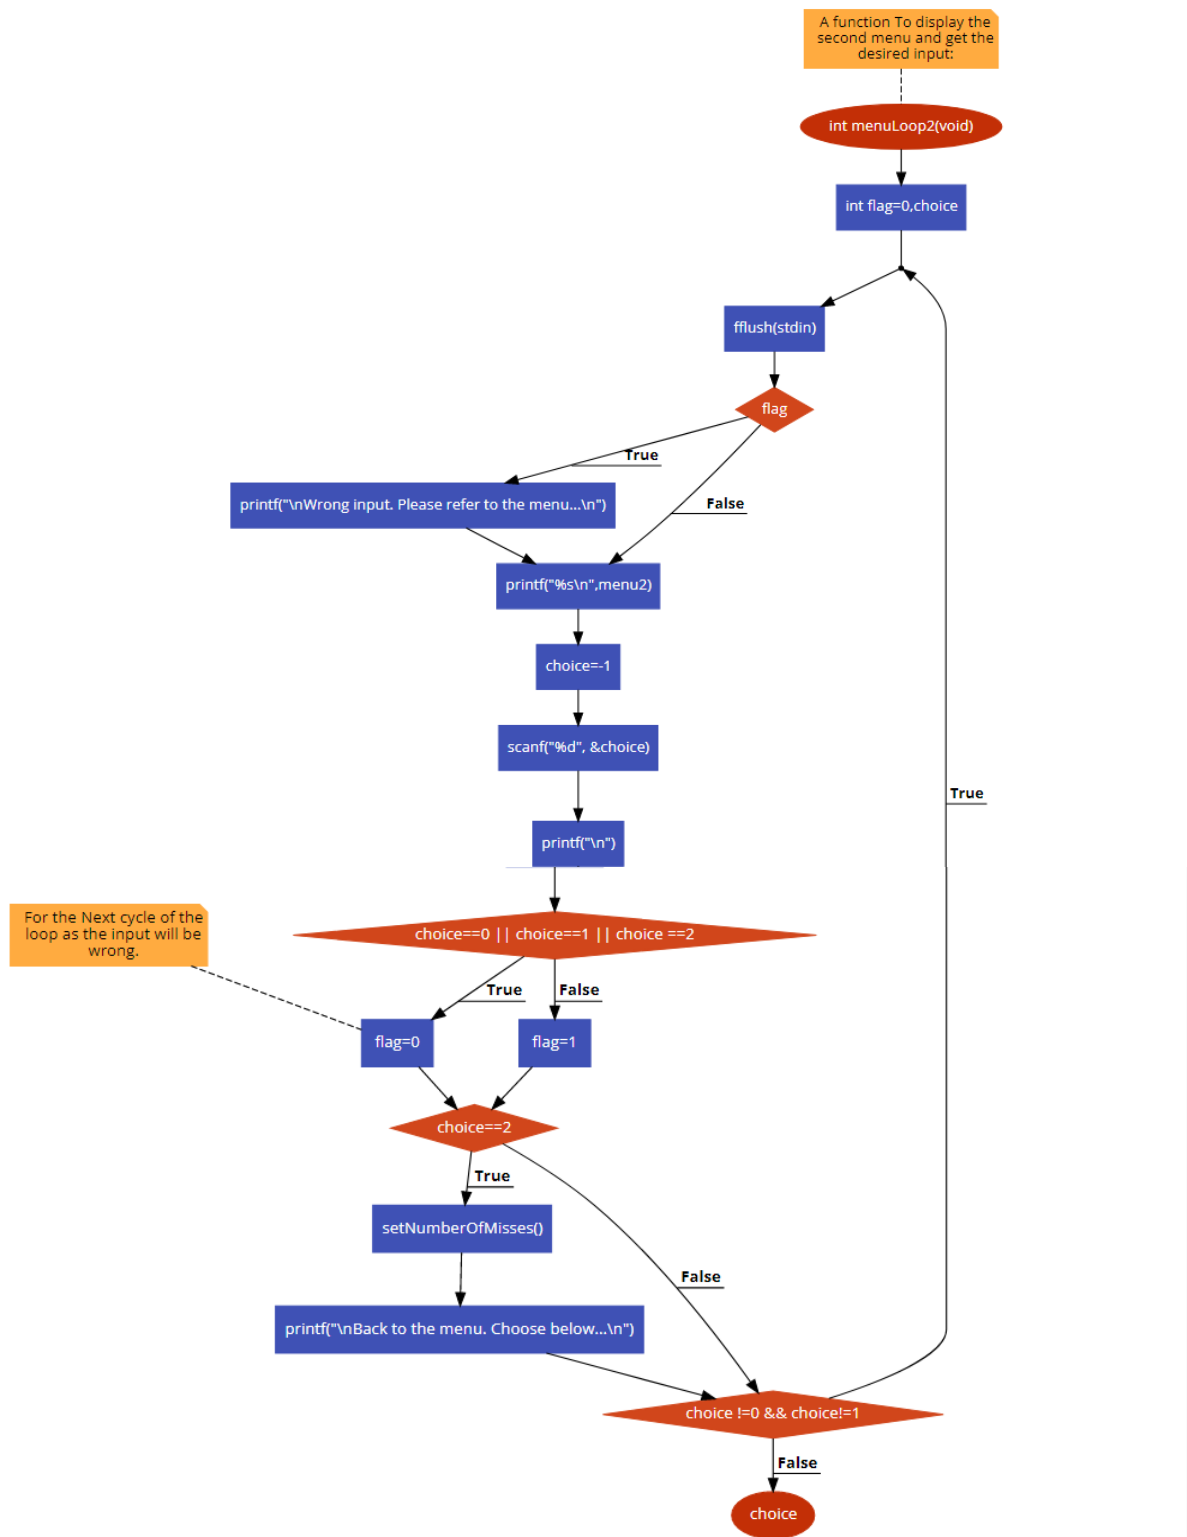 A function To display the
second menu and get the
desired input:
int menuLoop2(void)
int flag=0,choice
fflush(stdin)
flag
True
printf("\nWrong input. Please refer to the menu...\n")
False
printf("%s\n",menu2)
choice=-1
scanf("%d", &choice)
True
printf("\n")
For the Next cycle of the
loop as the input will be
wrong.
choice==0 || choice==1 || choice ==2
True
False
flag=0
flag=1
choice==2
True
setNumberOfMisses()
False
printf("\nBack to the menu. Choose below...\n")
choice !=0 && choice!=1
False
choice